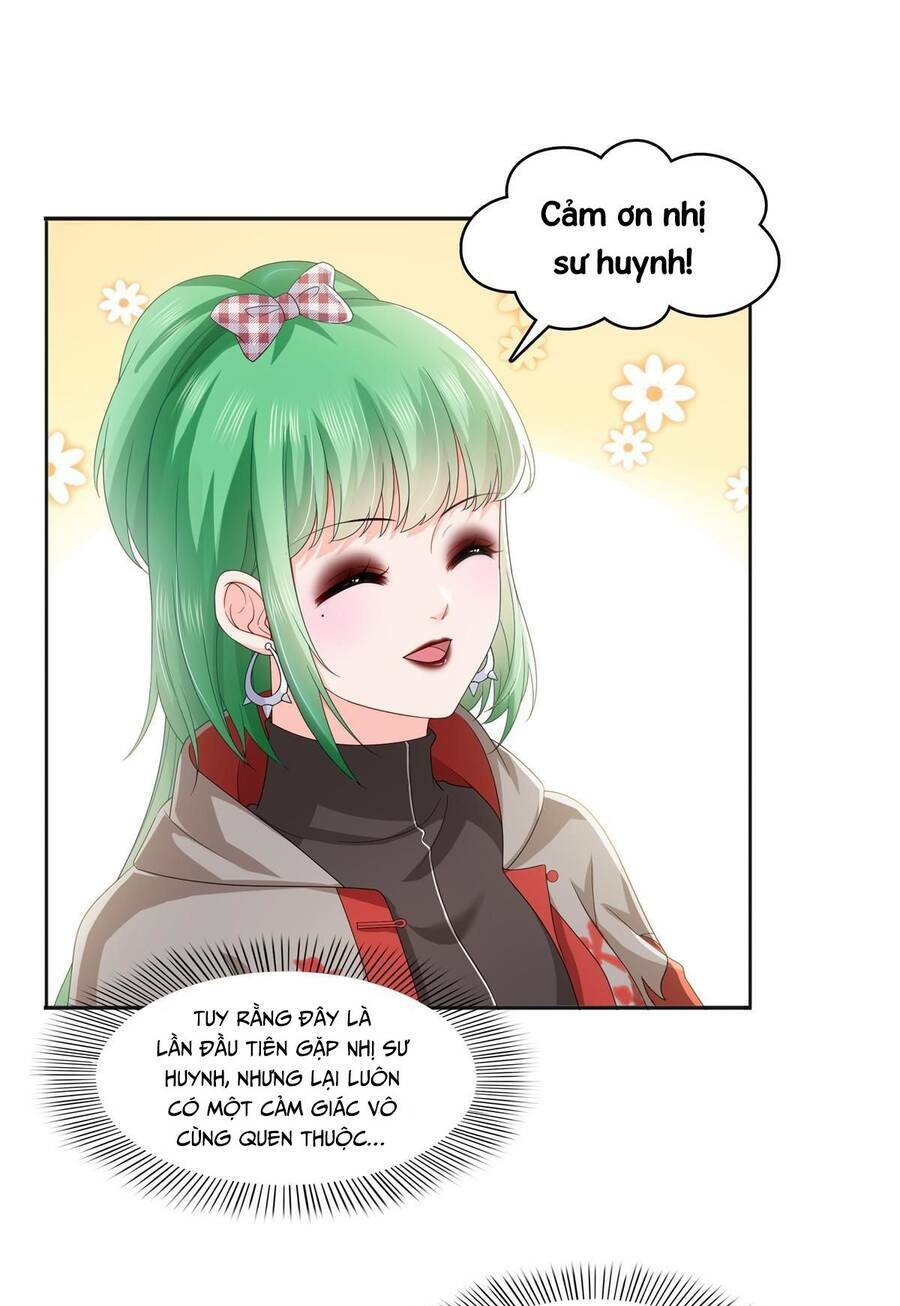 Cảm ơn nhị
sư huynh!
TUY RẰNG ĐÂY LÀ
LẦN ĐẦU TIÊN GẶP NHỊ SƯ
HUYNH, NHƯNG LẠI LUÔN
CÓ MỘT CẢM GIÁC VÔ
CÙNG QUEN THUỘC...